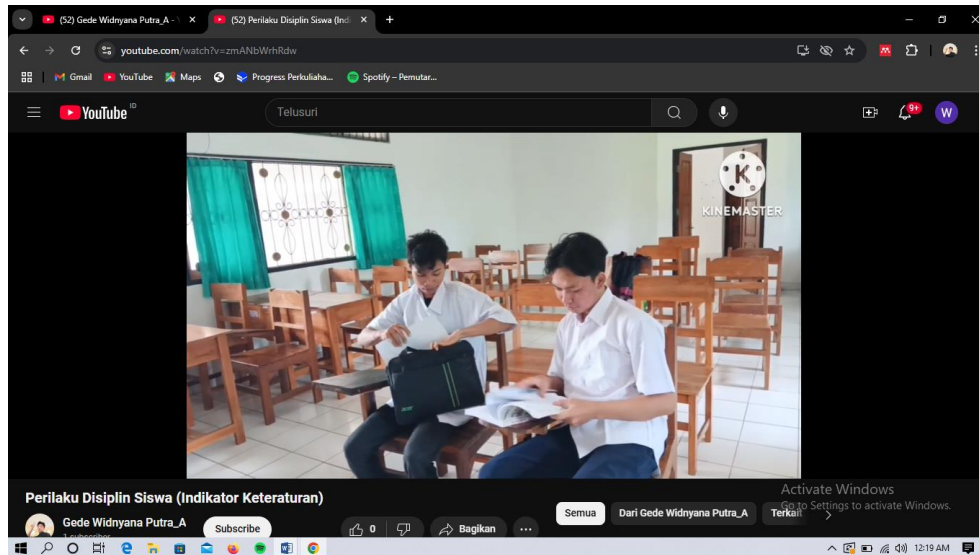 (52) Gede Widnyana Putra_A - Y
(52) Perilaku Disiplin Siswa (Indi
youtube.com/watch?v=zmANbWrhRdw
Gmail
YouTube
Maps
Progress Perkuliaha...
Spotify – Pemutar...
YouTube ID
Telusuri
9+
W
K
KINEMASTER
acer
Perilaku Disiplin Siswa (Indikator Keteraturan)
Gede Widnyana Putra_A
1 subscriber
Subscribe
0
Bagikan
Semua
Dari Gede Widnyana Putra_A
Terkait
Activate Windows
Go to Settings to activate Windows.
12:19 AM